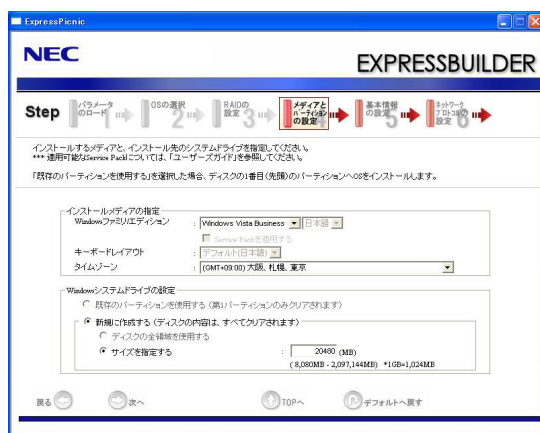 ExpressPicnic
NEC
EXPRESSBUILDER
Step
パラメータ
のロード 1
OSの選択
2
RAIDの
設定 3
メディアと
パーティション
の設定
基本情報
の設定 5
ネットワーク
プロトコルの
設定 6
インストールするメディアと、インストール先のシステムドライブを指定してください。
*** 適用可能なService Packについては、「ユーザーズガイド」を参照してください。
「既存のパーティションを使用する」を選択した場合、ディスクの1番目(先頭)のパーティションへOSをインストールします。
インストールメディアの指定
Windowsファミリ/エディション : Windows Vista Business 日本語
Service Packを適用する
キーボードレイアウト : デフォルト(日本語)
タイムゾーン : (GMT+09:00) 大阪、札幌、東京
Windowsシステムドライブの設定
既存のパーティションを使用する (第1パーティションのみクリアされます)
新規に作成する (ディスクの内容は、すべてクリアされます)
ディスクの全領域を使用する
サイズを指定する : 20480 (MB)
( 8,080MB - 2,097,144MB) *1GB=1,024MB
戻る 次へ TOPへ デフォルトへ戻す